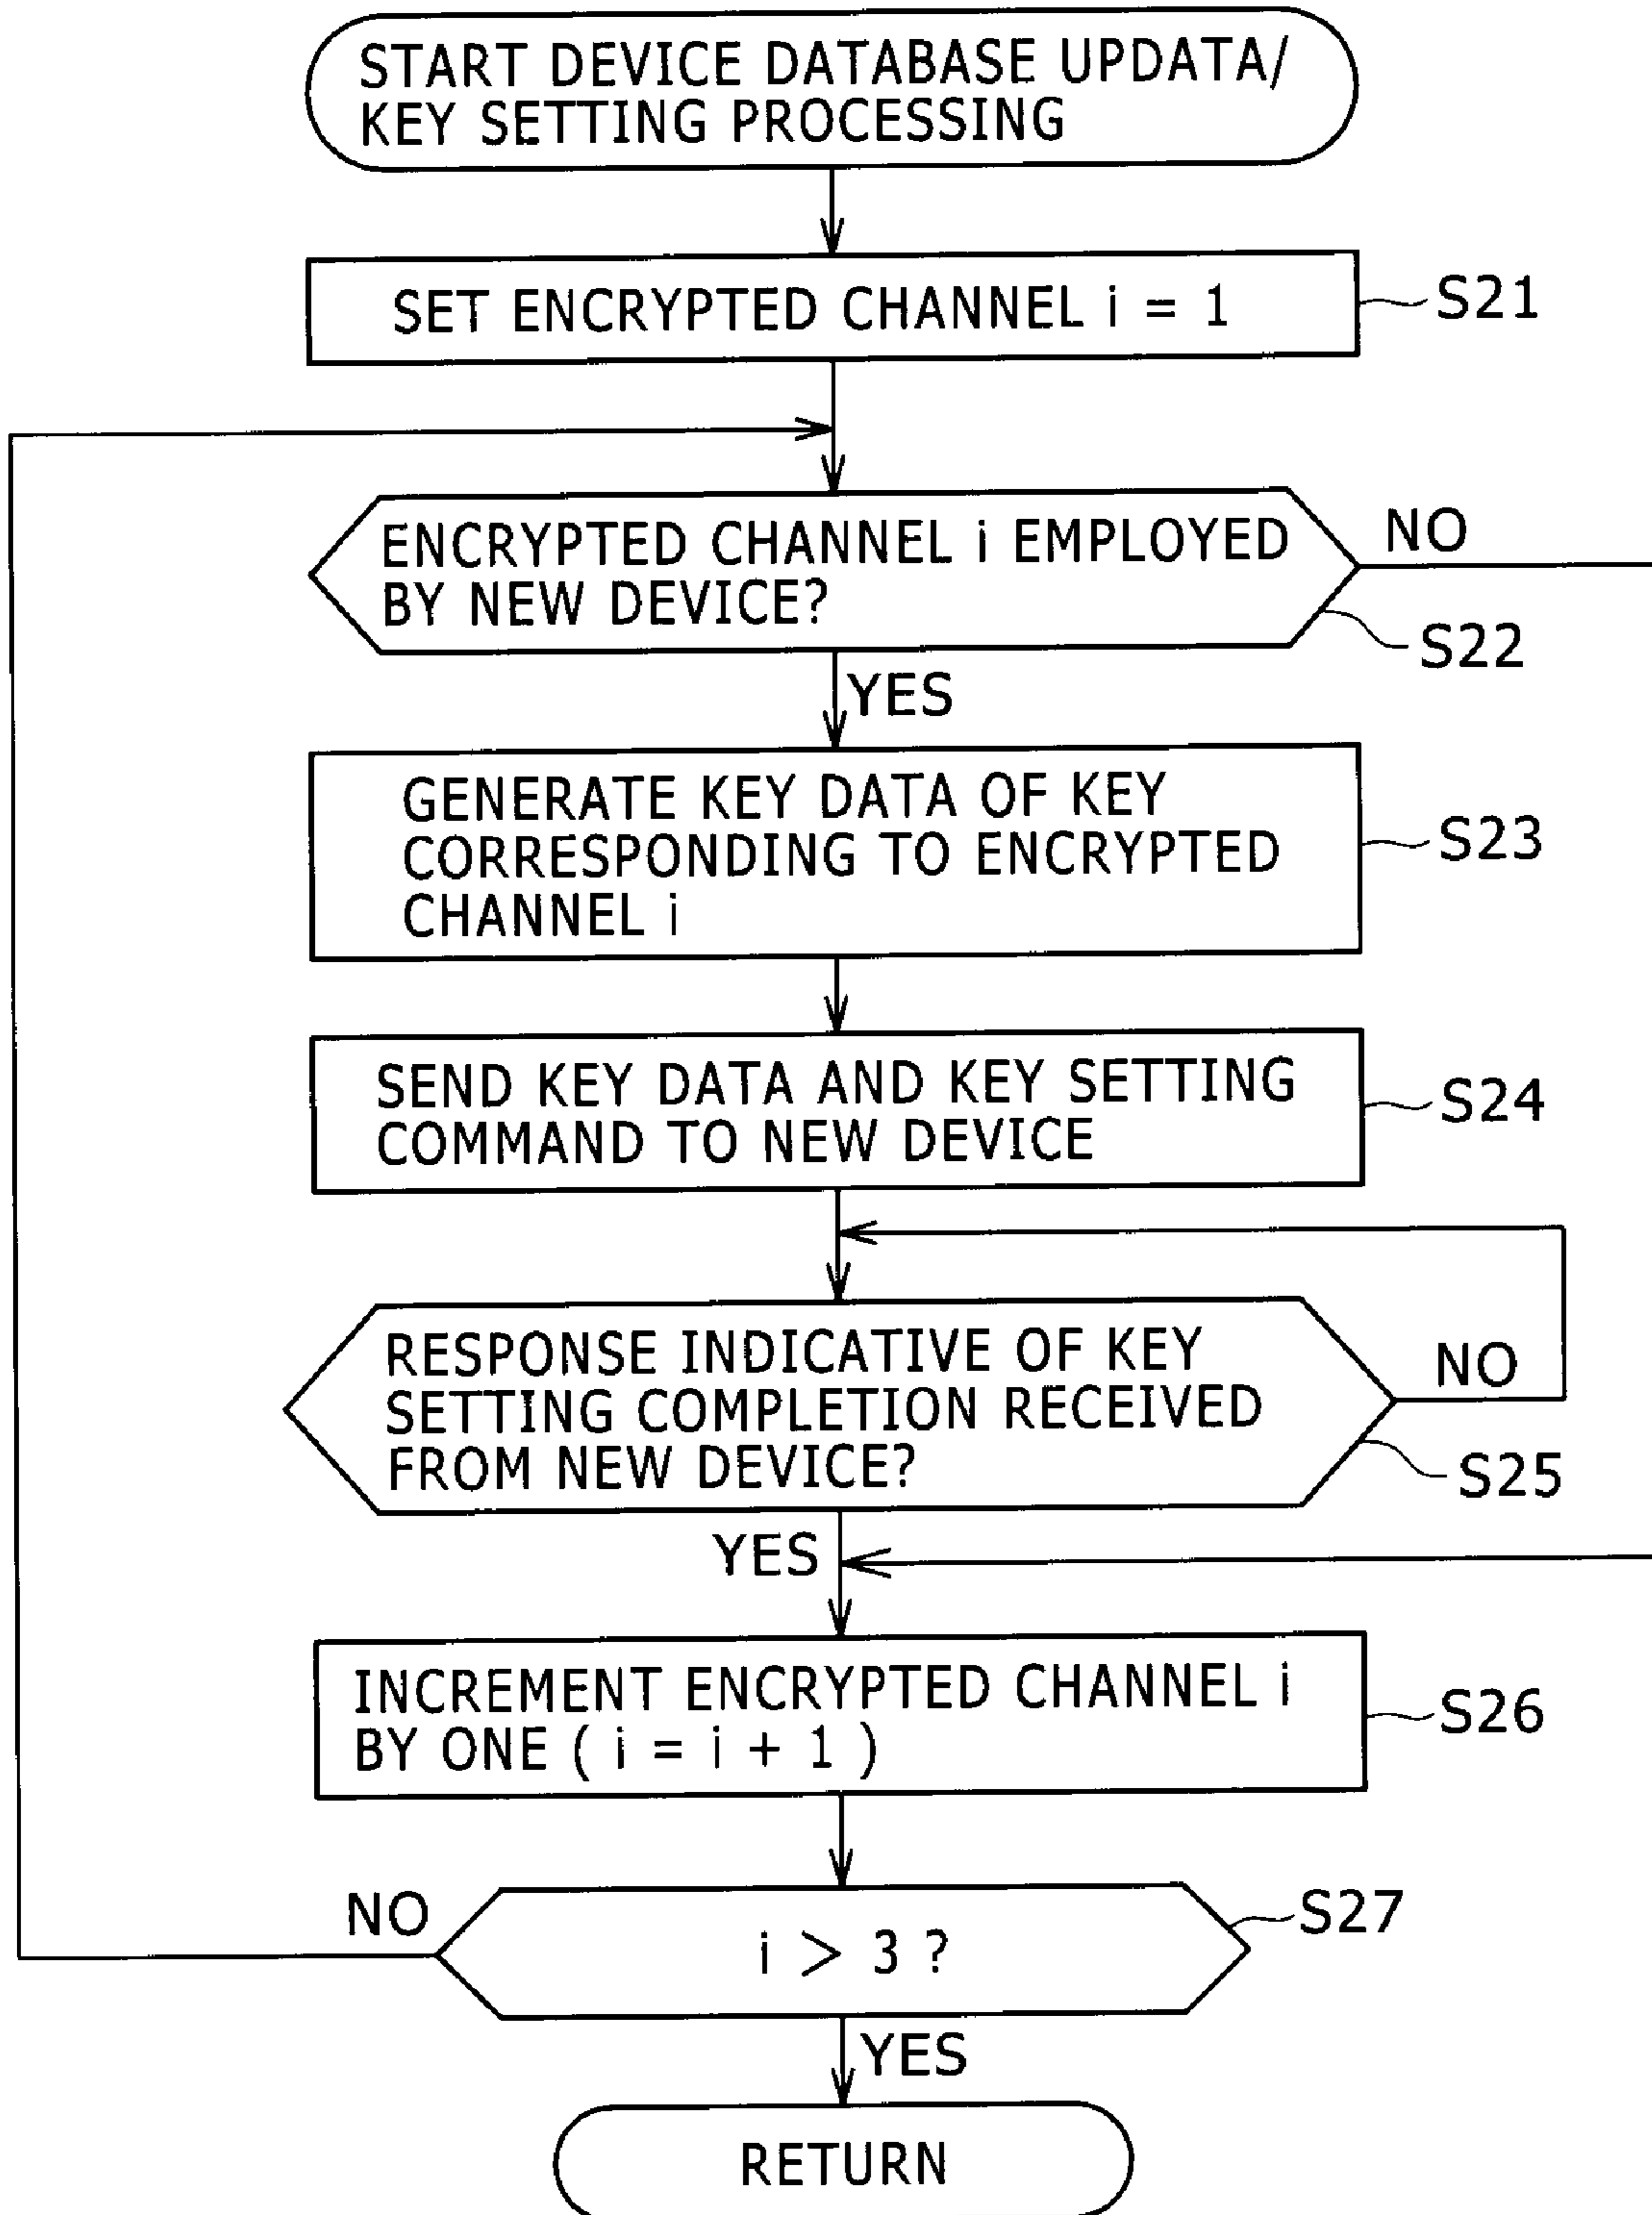 START DEVICE DATABASE UPDATA/
KEY SETTING PROCESSING
SET ENCRYPTED CHANNEL i = 1
S21
ENCRYPTED CHANNEL i EMPLOYED
BY NEW DEVICE?
NO
S22
YES
GENERATE KEY DATA OF KEY
CORRESPONDING TO ENCRYPTED
CHANNEL i
S23
SEND KEY DATA AND KEY SETTING
COMMAND TO NEW DEVICE
S24
RESPONSE INDICATIVE OF KEY
SETTING COMPLETION RECEIVED
FROM NEW DEVICE?
NO
S25
YES
INCREMENT ENCRYPTED CHANNEL i
BY ONE ( i = i + 1 )
S26
NO
i > 3 ?
S27
YES
RETURN